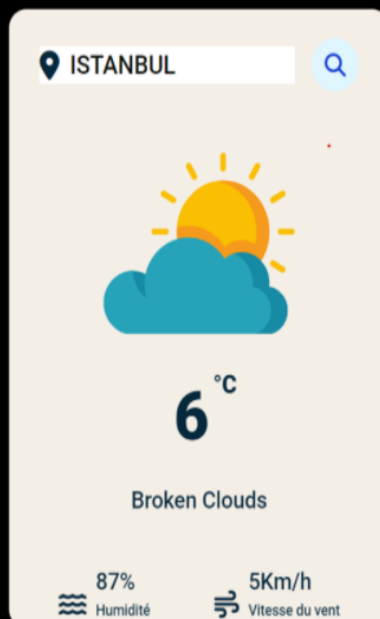 ISTANBUL
6 °C
Broken Clouds
87% 5Km/h
Humidité Vitesse du vent